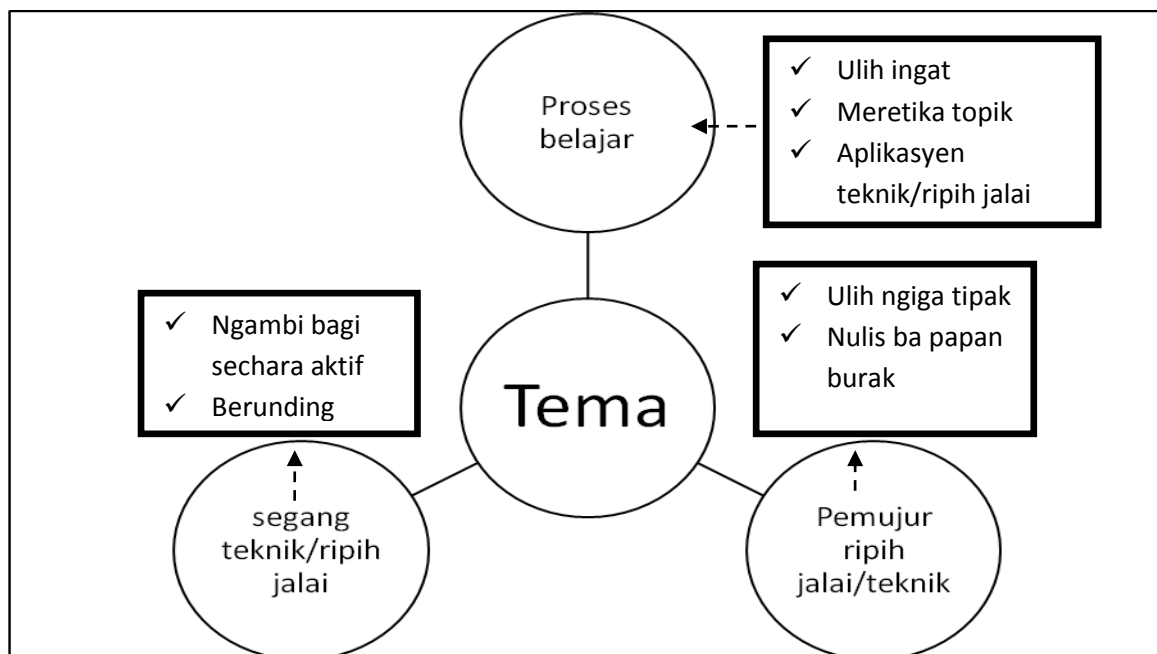 Proses
belajar
✓ Ulih ingat
✓ Meretika topik
✓ Aplikasyen
teknik/ripih jalai
✓ Ngambi bagi
sechara aktif
✓ Berunding
✓ Ulih ngiga tipak
✓ Nulis ba papan
burak
Tema
segang
teknik/ripih
jalai
Pemujur
ripih
jalai/teknik